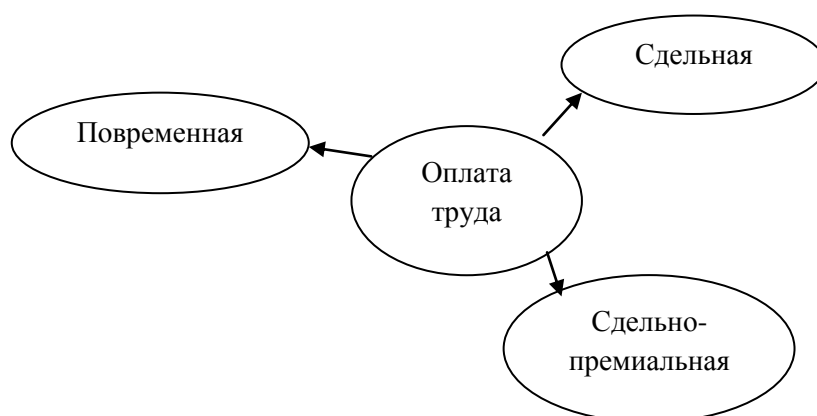 Сдельная
Повременная
Оплата
труда
Сдельно-
премиальная